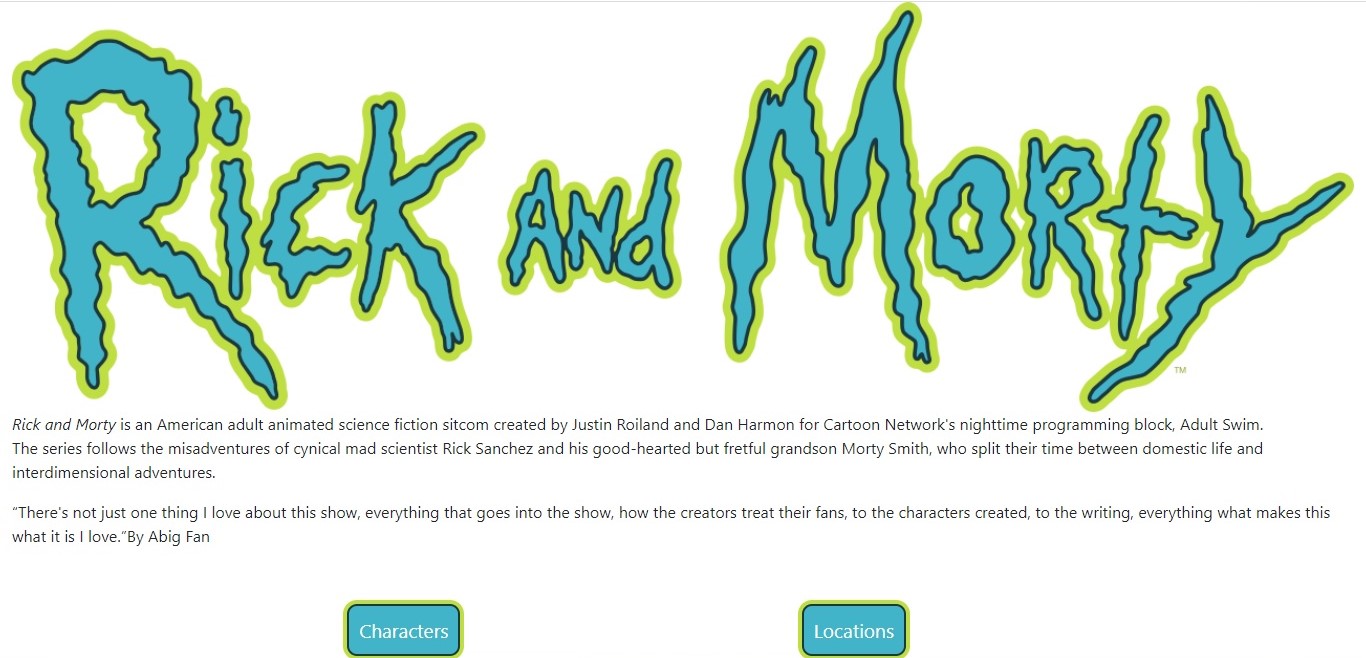 Rick and Morty
TM
Rick and Morty is an American adult animated science fiction sitcom created by Justin Roiland and Dan Harmon for Cartoon Network's nighttime programming block, Adult Swim.
The series follows the misadventures of cynical mad scientist Rick Sanchez and his good-hearted but fretful grandson Morty Smith, who split their time between domestic life and
interdimensional adventures.
“There's not just one thing I love about this show, everything that goes into the show, how the creators treat their fans, to the characters created, to the writing, everything what makes this
what it is I love.”By Abig Fan
Characters
Locations